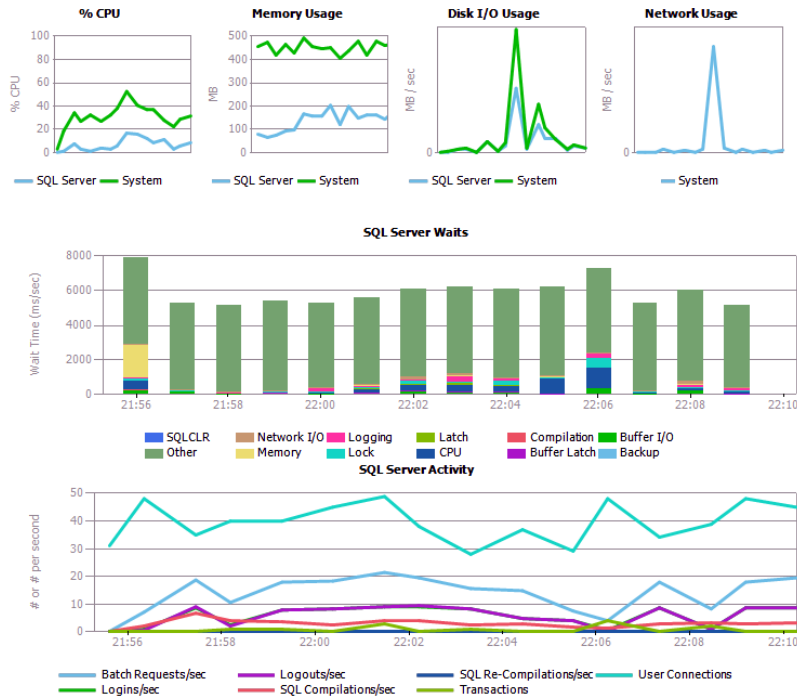 % CPU Memory Usage Disk I/O Usage Network Usage
% CPU
100
80
60
40
20
0
MB
500
400
300
200
100
0
MB / sec
0
MB / sec
0
SQL Server System SQL Server System SQL Server System System
SQL Server Waits
Wait Time (ms/sec)
8000
6000
4000
2000
0
21:56 21:58 22:00 22:02 22:04 22:06 22:08 22:10
SQLCLR Network I/O Logging Latch Compilation Buffer I/O
Other Memory Lock CPU Buffer Latch Backup
SQL Server Activity
# or # per second
50
40
30
20
10
0
21:56 21:58 22:00 22:02 22:04 22:06 22:08 22:10
Batch Requests/sec Logouts/sec SQL Re-Compilations/sec User Connections
Logins/sec SQL Compilations/sec Transactions